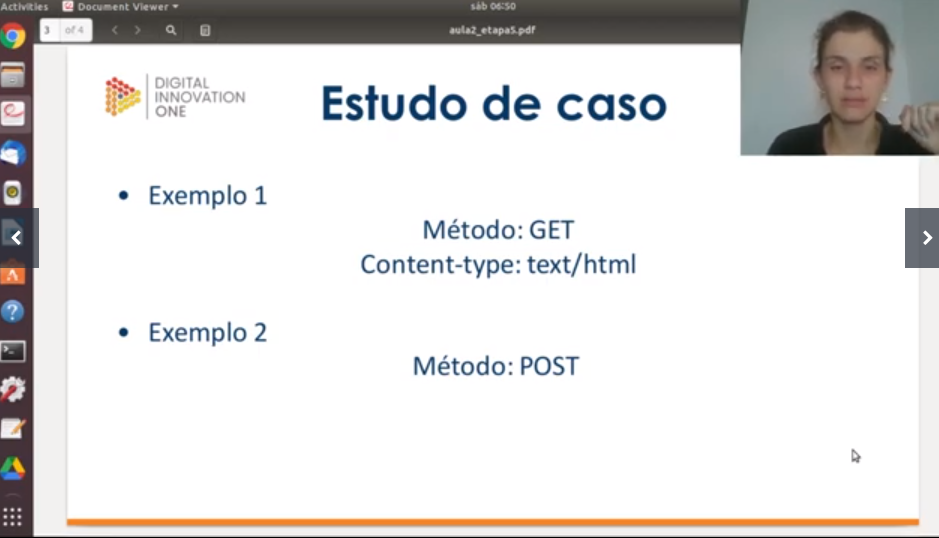 Activities
Document Viewer
sáb 06:50
3 of 4
aula2_etapa5.pdf
DIGITAL
INNOVATION
ONE
Estudo de caso
• Exemplo 1
Método: GET
Content-type: text/html
• Exemplo 2
Método: POST